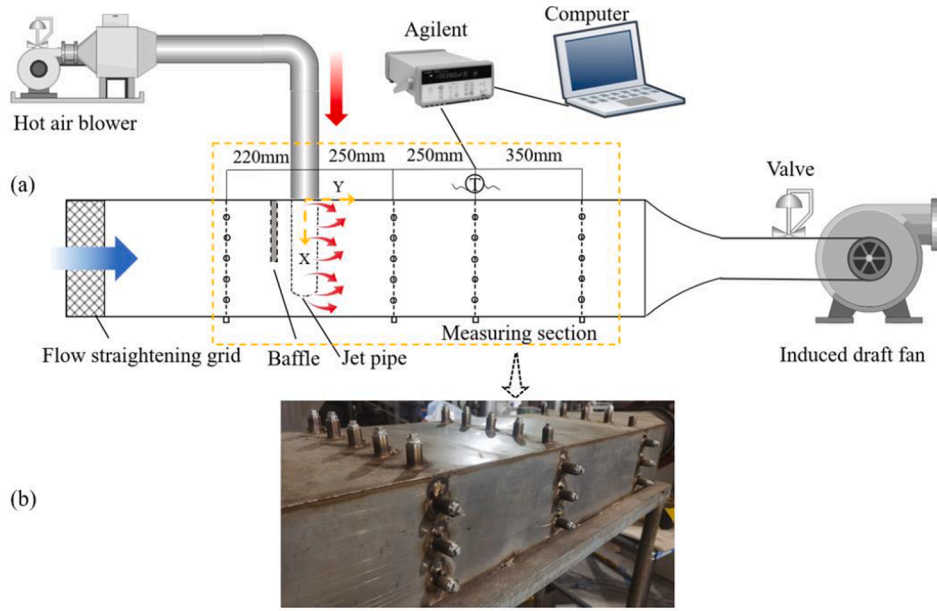 Agilent
Computer
Hot air blower
220mm
250mm
250mm
350mm
Valve
(a)
Y
T
X
Measuring section
Flow straightening grid
Baffle
Jet pipe
Induced draft fan
(b)